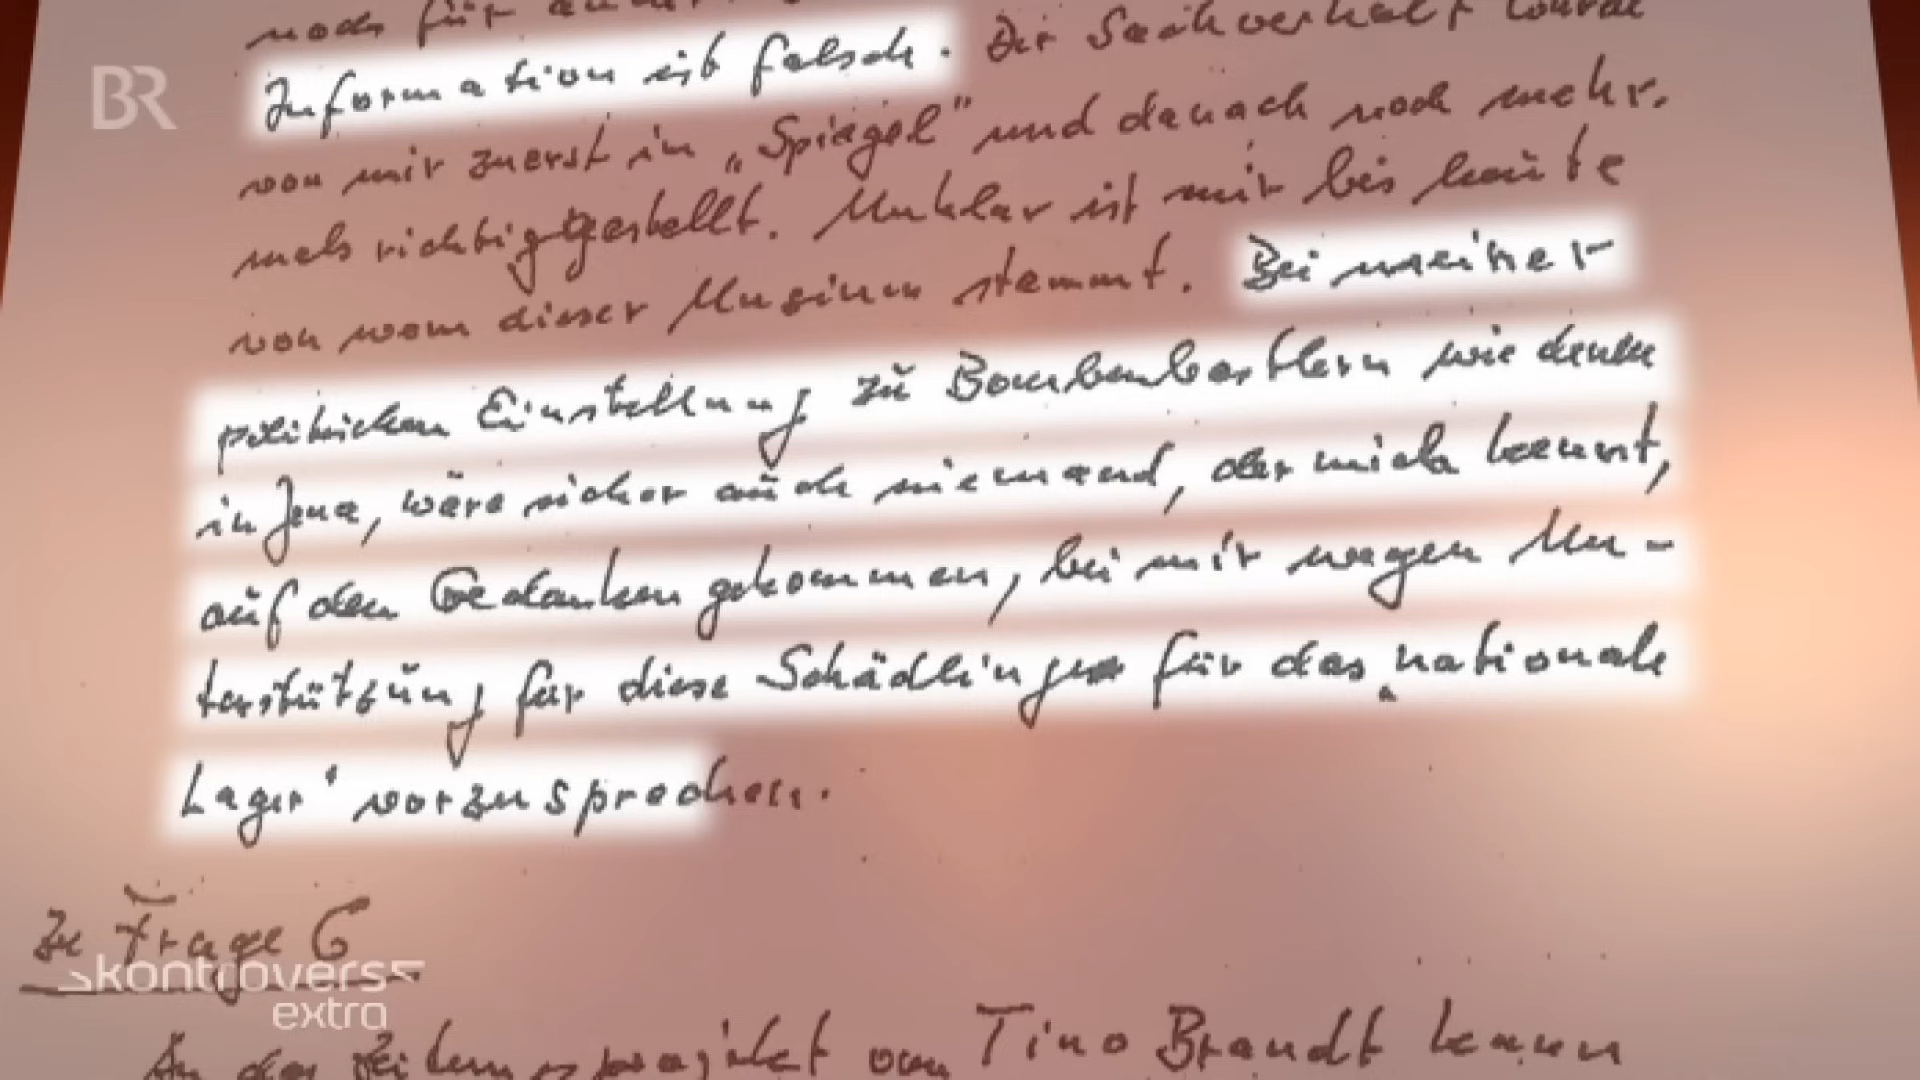 noch für
Information ist falsch. Der Sachverhalt wurde
BR
von mir zuerst im „Spiegel" und danach noch mehr-
mals richtiggestellt. Unklar ist mir bis heute
von wem dieser Unsinn stammt. Bei meiner
politischen Einstellung zu Bombenbastlern wie denen
in Jena, wäre sicher auch niemand, der mich kennt,
auf den Gedanken gekommen, bei mir wegen Un-
terstützung für diese Schädlinge für das „nationale
Lager" vorzusprechen.
Zu Frage 6
kontrovers
extra
An das Zeitungsprojekt von Tino Brandt kann